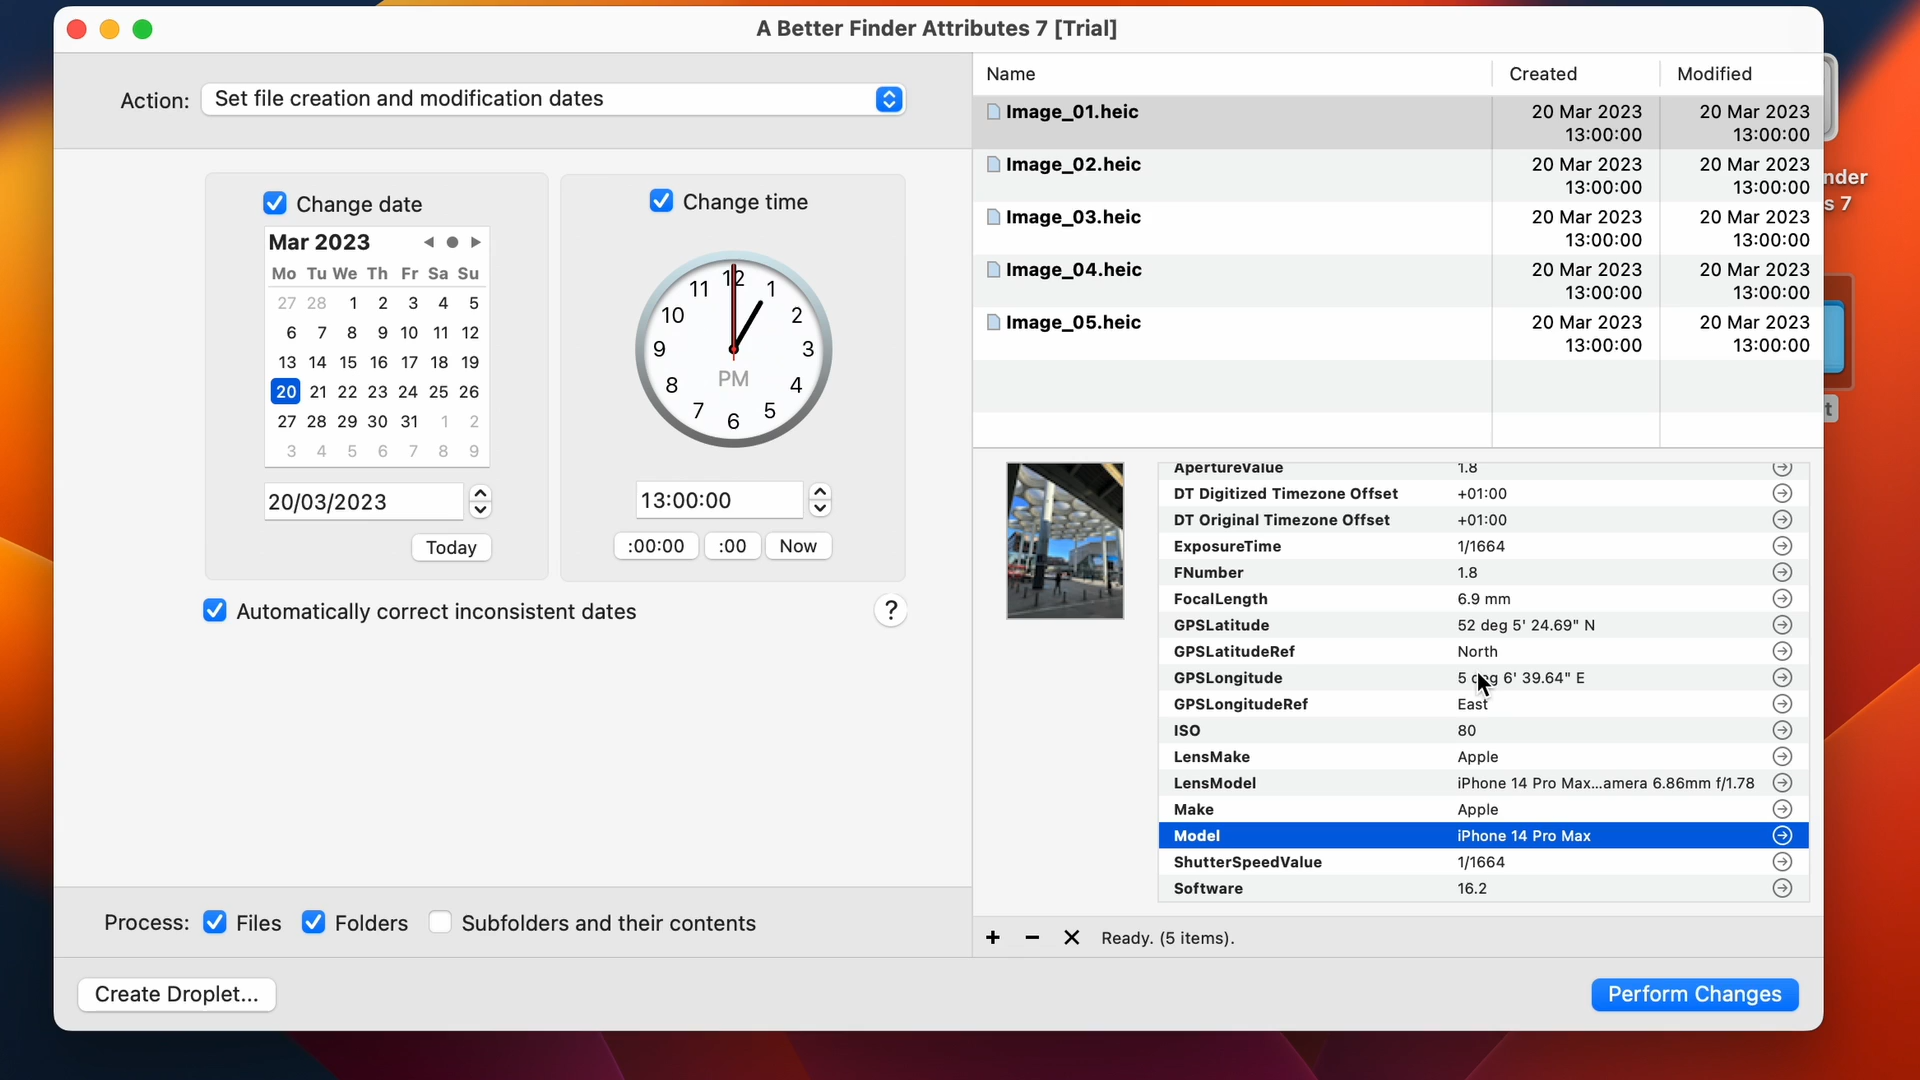 A Better Finder Attributes 7 [Trial]
Action: Set file creation and modification dates
Change date
Mar 2023
Mo Tu We Th Fr Sa Su
27 28 1 2 3 4 5
6 7 8 9 10 11 12
13 14 15 16 17 18 19
20 21 22 23 24 25 26
27 28 29 30 31 1 2
3 4 5 6 7 8 9
20/03/2023
Today
Change time
12
11 1
10 2
9 3
PM
8 4
7 5
6
13:00:00
:00:00 :00 Now
Automatically correct inconsistent dates ?
Process: Files Folders Subfolders and their contents
Create Droplet...
Name Created Modified
Image_01.heic 20 Mar 2023 20 Mar 2023
13:00:00 13:00:00
Image_02.heic 20 Mar 2023 20 Mar 2023
13:00:00 13:00:00
Image_03.heic 20 Mar 2023 20 Mar 2023
13:00:00 13:00:00
Image_04.heic 20 Mar 2023 20 Mar 2023
13:00:00 13:00:00
Image_05.heic 20 Mar 2023 20 Mar 2023
13:00:00 13:00:00
ApertureValue 1.8
DT Digitized Timezone Offset +01:00
DT Original Timezone Offset +01:00
ExposureTime 1/1664
FNumber 1.8
FocalLength 6.9 mm
GPSLatitude 52 deg 5' 24.69" N
GPSLatitudeRef North
GPSLongitude 5 deg 6' 39.64" E
GPSLongitudeRef East
ISO 80
LensMake Apple
LensModel iPhone 14 Pro Max...amera 6.86mm f/1.78
Make Apple
Model iPhone 14 Pro Max
ShutterSpeedValue 1/1664
Software 16.2
Ready. (5 items).
Perform Changes
nder
s 7
t